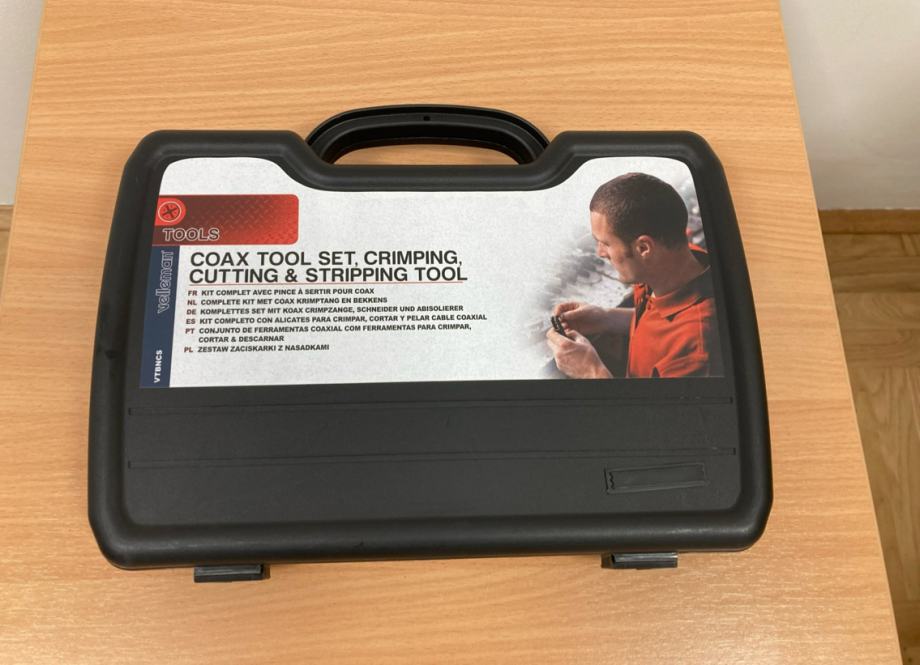 TOOLS
velleman
COAX TOOL SET, CRIMPING,
CUTTING & STRIPPING TOOL
FR KIT COMPLET AVEC PINCE À SERTIR POUR COAX
NL COMPLETE KIT MET COAX KRIMPTANG EN BEKKENS
DE KOMPLETTES SET MIT KOAX CRIMPZANGE, SCHNEIDER UND ABISOLIERER
ES KIT COMPLETO CON ALICATES PARA CRIMPAR, CORTAR Y PELAR CABLE COAXIAL
PT CONJUNTO DE FERRAMENTAS COAXIAL COM FERRAMENTAS PARA CRIMPAR,
CORTAR & DESCARNAR
PL ZESTAW ZACISKARKI Z NASADKAMI
VTBNCS